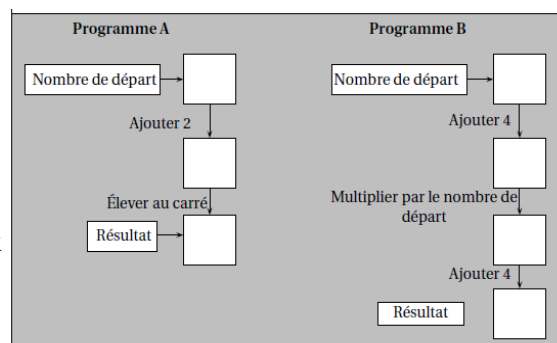 Programme A
Nombre de départ
Ajouter 2
Élever au carré
Résultat
Programme B
Nombre de départ
Ajouter 4
Multiplier par le nombre de
départ
Ajouter 4
Résultat